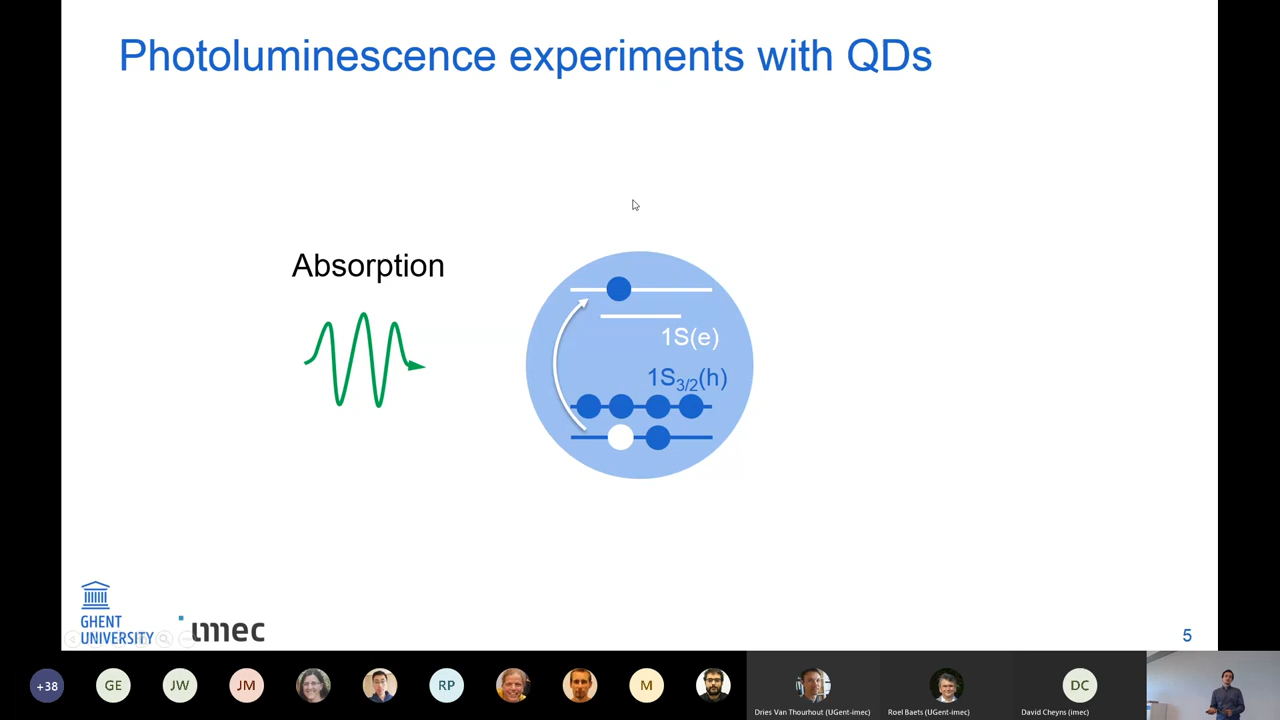 Photoluminescence experiments with QDs
Absorption
1S(e)
1S3/2(h)
GHENT
UNIVERSITY
imec
5
+38
GE
JW
JM
RP
M
DC
Dries Van Thourhout (UGent-imec)
Roel Baets (UGent-imec)
David Cheyns (imec)